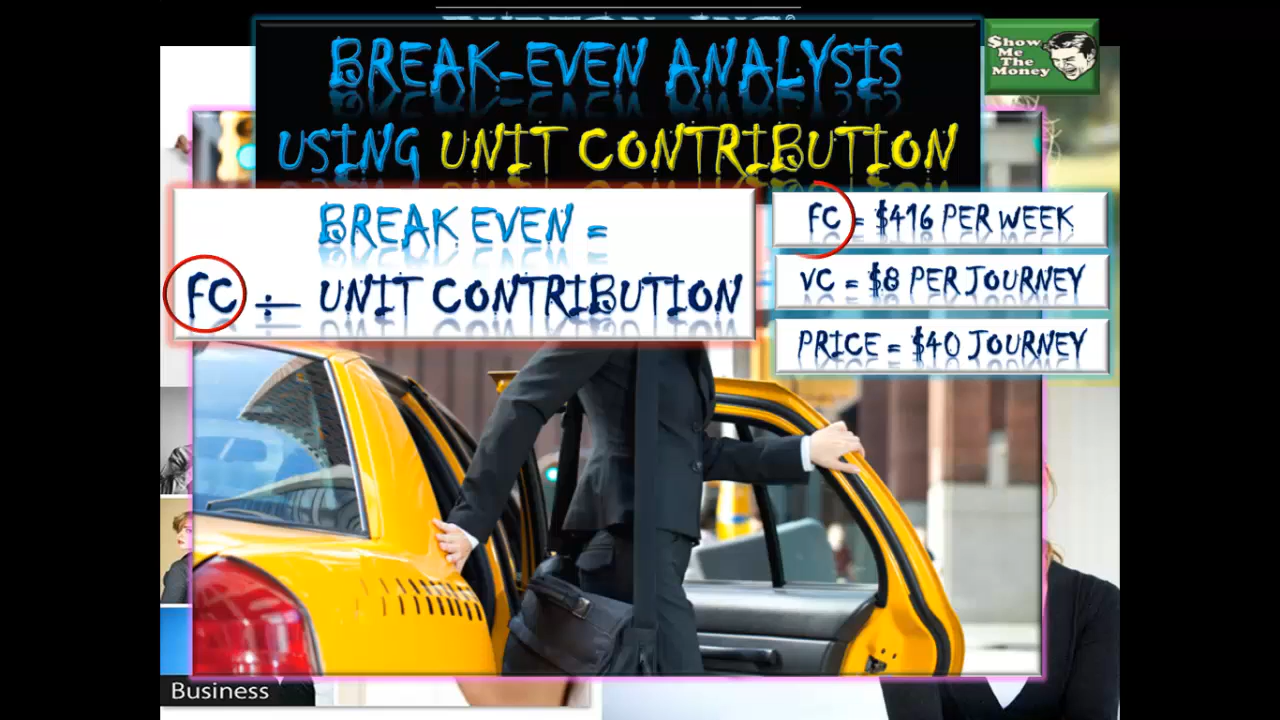 BREAK-EVEN ANALYSIS
USING UNIT CONTRIBUTION
Show
Me
The
Money
BREAK EVEN =
FC ÷ UNIT CONTRIBUTION
FC = $416 PER WEEK
VC = $8 PER JOURNEY
PRICE = $40 JOURNEY
Business